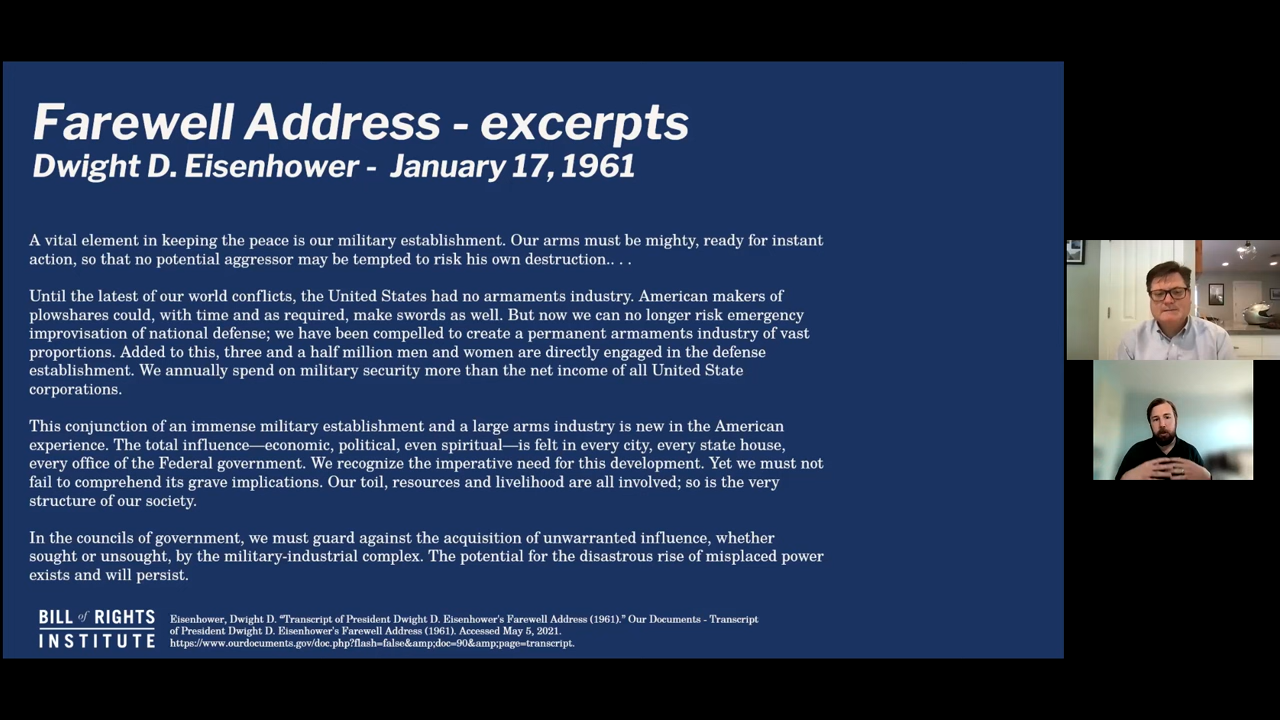 Farewell Address - excerpts
Dwight D. Eisenhower - January 17, 1961
A vital element in keeping the peace is our military establishment. Our arms must be mighty, ready for instant
action, so that no potential aggressor may be tempted to risk his own destruction.. . .
Until the latest of our world conflicts, the United States had no armaments industry. American makers of
plowshares could, with time and as required, make swords as well. But now we can no longer risk emergency
improvisation of national defense; we have been compelled to create a permanent armaments industry of vast
proportions. Added to this, three and a half million men and women are directly engaged in the defense
establishment. We annually spend on military security more than the net income of all United State
corporations.
This conjunction of an immense military establishment and a large arms industry is new in the American
experience. The total influence—economic, political, even spiritual—is felt in every city, every state house,
every office of the Federal government. We recognize the imperative need for this development. Yet we must not
fail to comprehend its grave implications. Our toil, resources and livelihood are all involved; so is the very
structure of our society.
In the councils of government, we must guard against the acquisition of unwarranted influence, whether
sought or unsought, by the military-industrial complex. The potential for the disastrous rise of misplaced power
exists and will persist.
BILL of RIGHTS
INSTITUTE
Eisenhower, Dwight D. “Transcript of President Dwight D. Eisenhower's Farewell Address (1961).” Our Documents - Transcript
of President Dwight D. Eisenhower's Farewell Address (1961). Accessed May 5, 2021.
https://www.ourdocuments.gov/doc.php?flash=false&amp;doc=90&amp;page=transcript.